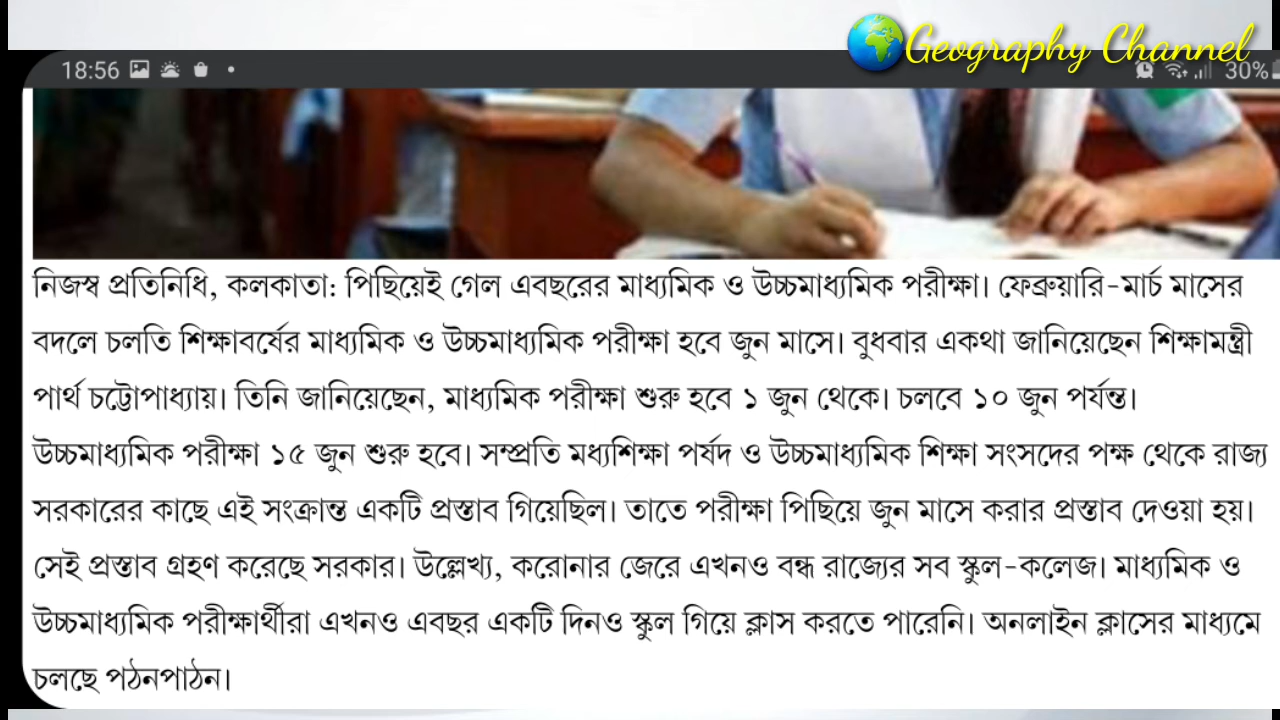 Geography Channel
18:56
30%
নিজস্ব প্রতিনিধি, কলকাতা: পিছিয়েই গেল এবছরের মাধ্যমিক ও উচ্চমাধ্যমিক পরীক্ষা। ফেব্রুয়ারি-মার্চ মাসের
বদলে চলতি শিক্ষাবর্ষের মাধ্যমিক ও উচ্চমাধ্যমিক পরীক্ষা হবে জুন মাসে। বুধবার একথা জানিয়েছেন শিক্ষামন্ত্রী
পার্থ চট্টোপাধ্যায়। তিনি জানিয়েছেন, মাধ্যমিক পরীক্ষা শুরু হবে ১ জুন থেকে। চলবে ১০ জুন পর্যন্ত।
উচ্চমাধ্যমিক পরীক্ষা ১৫ জুন শুরু হবে। সম্প্রতি মধ্যশিক্ষা পর্ষদ ও উচ্চমাধ্যমিক শিক্ষা সংসদের পক্ষ থেকে রাজ্য
সরকারের কাছে এই সংক্রান্ত একটি প্রস্তাব গিয়েছিল। তাতে পরীক্ষা পিছিয়ে জুন মাসে করার প্রস্তাব দেওয়া হয়।
সেই প্রস্তাব গ্রহণ করেছে সরকার। উল্লেখ্য, করোনার জেরে এখনও বন্ধ রাজ্যের সব স্কুল-কলেজ। মাধ্যমিক ও
উচ্চমাধ্যমিক পরীক্ষার্থীরা এখনও এবছর একটি দিনও স্কুল গিয়ে ক্লাস করতে পারেনি। অনলাইন ক্লাসের মাধ্যমে
চলছে পঠনপাঠন।